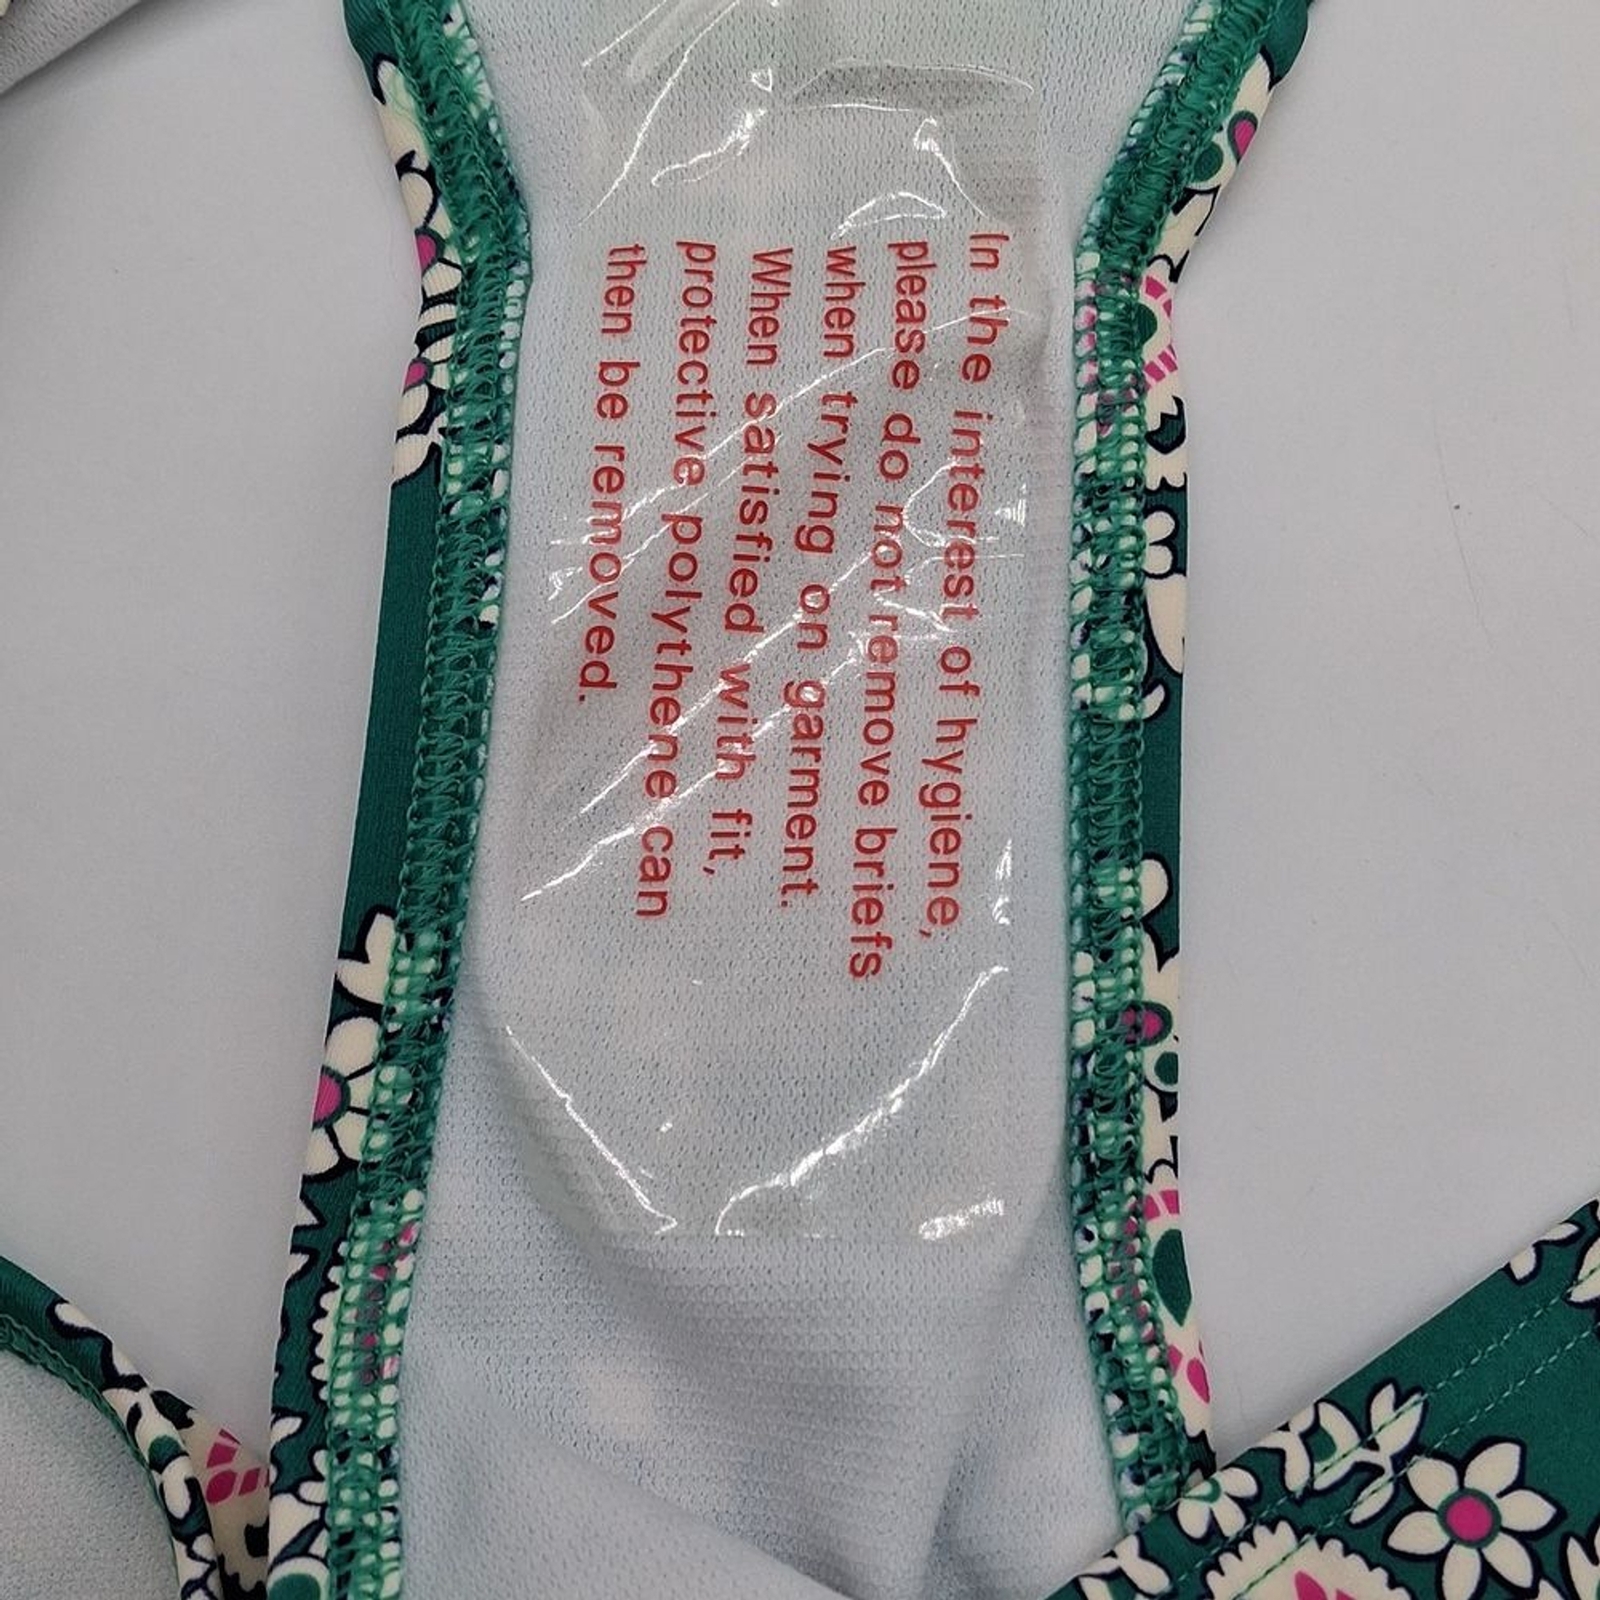 In the interest of hygiene,
please do not remove briefs
when trying on garment.
When satisfied with fit,
protective polythene can
then be removed.